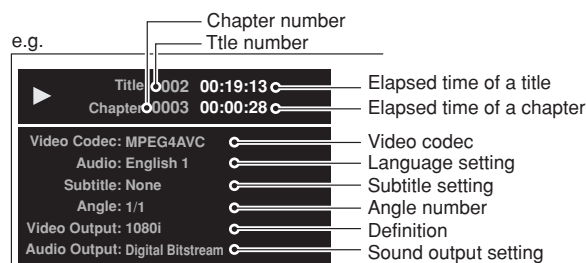 Chapter number
e.g.
Ttle number
Title 0002 00:19:13 Elapsed time of a title
Chapter 0003 00:00:28 Elapsed time of a chapter
Video Codec: MPEG4AVC Video codec
Audio: English 1 Language setting
Subtitle: None Subtitle setting
Angle: 1/1 Angle number
Video Output: 1080i Definition
Audio Output: Digital Bitstream Sound output setting